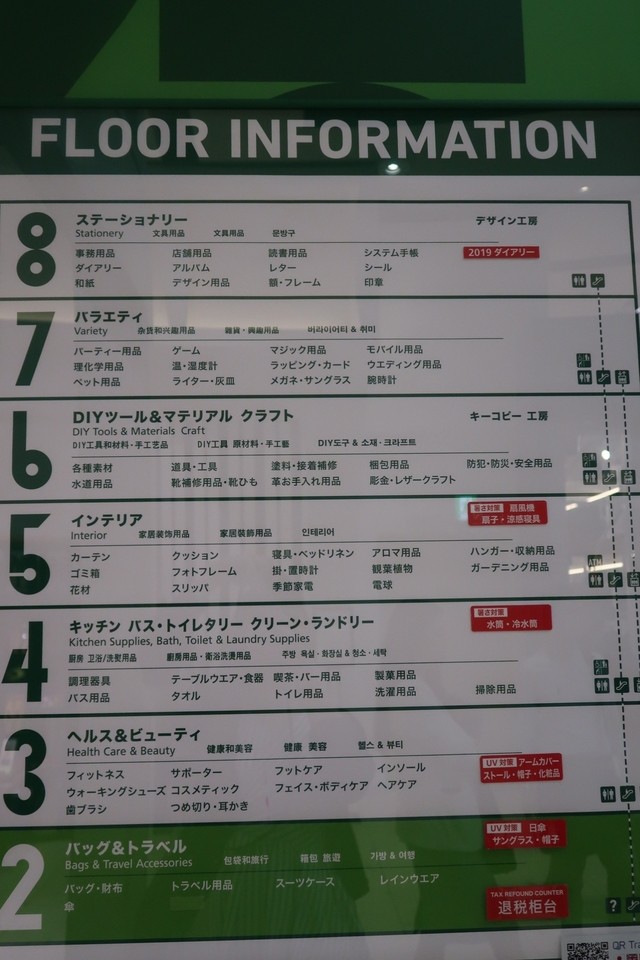 FLOOR INFORMATION
8
ステーショナリー デザイン工房
Stationery 文具用品 文教用品 문방구
事務用品 店舗用品 読書用品 システム手帳 2019 ダイアリー
ダイアリー アルバム レター シール
和紙 デザイン用品 額・フレーム 印章
7
バラエティ
Variety 杂货和兴趣用品 雜貨・興趣用品 버라이어티 & 취미
パーティー用品 ゲーム マジック用品 モバイル用品
理化学用品 温・湿度計 ラッピング・カード ウエディング用品
ペット用品 ライター・灰皿 メガネ・サングラス 腕時計
6
DIYツール&マテリアル クラフト キーコピー 工房
DIY Tools & Materials Craft
DIY工具和材料・手工艺品 DIY工具 原材料・手工藝 DIY도구 & 소재・크라프트
各種素材 道具・工具 塗料・接着補修 梱包用品 防犯・防災・安全用品
水道用品 靴補修用品・靴ひも 革お手入れ用品 彫金・レザークラフト
5
インテリア 暑さ対策 扇風機
扇子・涼感寝具
Interior 家居装饰用品 家居裝飾用品 인테리어
カーテン クッション 寝具・ベッドリネン アロマ用品 ハンガー・収納用品
ゴミ箱 フォトフレーム 掛・置時計 観葉植物 ガーデニング用品
花材 スリッパ 季節家電 電球
ATM
4
キッチン バス・トイレタリー クリーン・ランドリー 暑さ対策
水筒・冷水筒
Kitchen Supplies, Bath, Toilet & Laundry Supplies
厨房 卫浴/洗熨用品 廚房用品・衛浴洗燙用品 주방 욕실・화장실 & 청소・세탁
調理器具 テーブルウエア・食器 喫茶・バー用品 製菓用品
バス用品 タオル トイレ用品 洗濯用品 掃除用品
3
ヘルス&ビューティ
Health Care & Beauty 健康和美容 健康 美容 헬스 & 뷰티
UV対策 アームカバー
ストール・帽子・化粧品
フィットネス サポーター フットケア インソール
ウォーキングシューズ コスメティック フェイス・ボディケア ヘアケア
歯ブラシ つめ切り・耳かき
2
バッグ&トラベル UV対策 日傘
サングラス・帽子
Bags & Travel Accessories 包袋和旅行 箱包 旅遊 가방 & 여행
バッグ・財布 トラベル用品 スーツケース レインウエア
傘
TAX REFOUND COUNTER
退税柜台
?
QR Tra